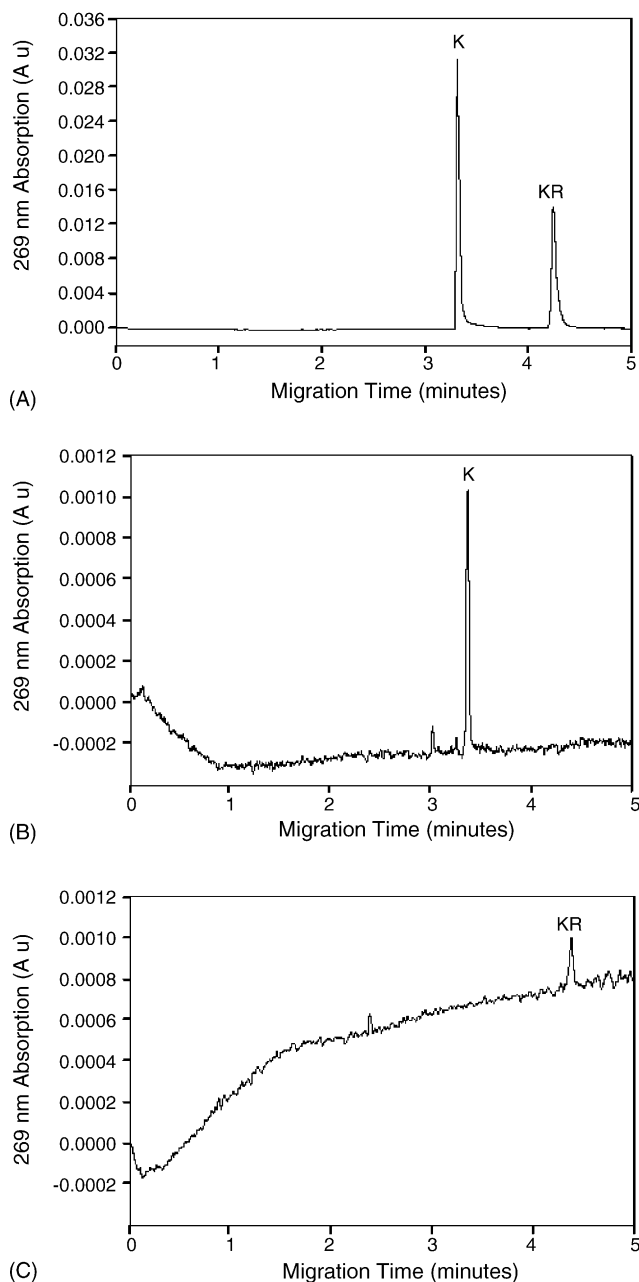 0.036
K
0.032
0.028
0.024
0.020
0.016
KR
0.012
0.008
0.004
0.000
269 nm Absorption (A u)
0 1 2 3 4 5
Migration Time (minutes)
(A)
0.0012
K
0.0010
0.0008
0.0006
0.0004
0.0002
0.0000
-0.0002
269 nm Absorption (A u)
0 1 2 3 4 5
Migration Time (minutes)
(B)
0.0012
KR
0.0010
0.0008
0.0006
0.0004
0.0002
0.0000
-0.0002
269 nm Absorption (A u)
0 1 2 3 4 5
Migration Time (minutes)
(C)